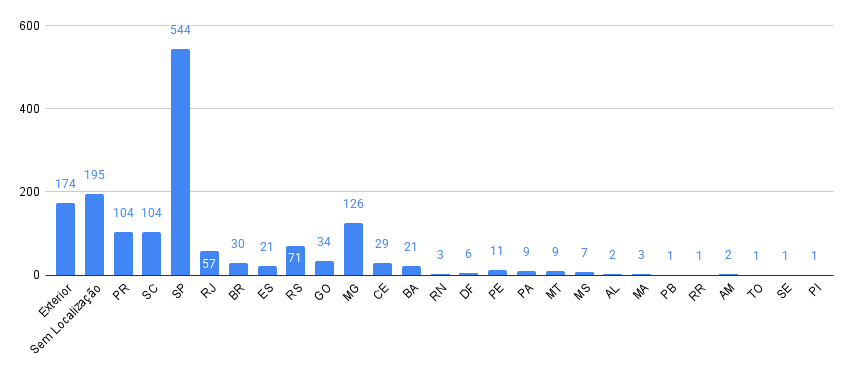 600
400
200
0
174
195
104
104
544
57
30
21
71
34
126
29
21
3
6
11
9
9
7
2
3
1
1
2
1
1
1
Exterior
Sem Localização
PR
SC
SP
RJ
BR
ES
RS
GO
MG
CE
BA
RN
DF
PE
PA
MT
MS
AL
MA
PB
RR
AM
TO
SE
PI